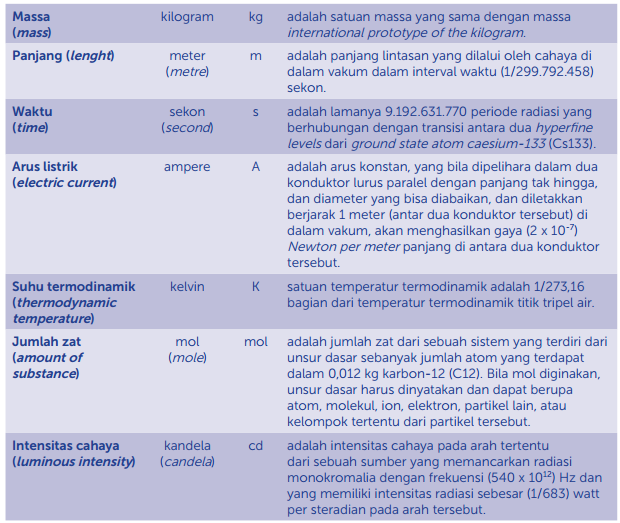 Massa kilogram kg adalah satuan massa yang sama dengan massa
(mass) international prototype of the kilogram.
Panjang (lenght) meter m adalah panjang lintasan yang dilalui oleh cahaya di
(metre) dalam vakum dalam interval waktu (1/299.792.458)
sekon.
Waktu sekon s adalah lamanya 9.192.631.770 periode radiasi yang
(time) (second) berhubungan dengan transisi antara dua hyperfine
levels dari ground state atom caesium-133 (Cs133).
Arus listrik ampere A adalah arus konstan, yang bila dipelihara dalam dua
(electric current) konduktor lurus paralel dengan panjang tak hingga,
dan diameter yang bisa diabaikan, dan diletakkan
berjarak 1 meter (antar dua konduktor tersebut) di
dalam vakum, akan menghasilkan gaya (2 x 10⁻⁷)
Newton per meter panjang di antara dua konduktor
tersebut.
Suhu termodinamik kelvin K satuan temperatur termodinamik adalah 1/273,16
(thermodynamic bagian dari temperatur termodinamik titik tripel air.
temperature)
Jumlah zat mol mol adalah jumlah zat dari sebuah sistem yang terdiri dari
(amount of (mole) unsur dasar sebanyak jumlah atom yang terdapat
substance) dalam 0,012 kg karbon-12 (C12). Bila mol diginakan,
unsur dasar harus dinyatakan dan dapat berupa
atom, molekul, ion, elektron, partikel lain, atau
kelompok tertentu dari partikel tersebut.
Intensitas cahaya kandela cd adalah intensitas cahaya pada arah tertentu
(luminous intensity) (candela) dari sebuah sumber yang memancarkan radiasi
monokromalia dengan frekuensi (540 x 10¹²) Hz dan
yang memiliki intensitas radiasi sebesar (1/683) watt
per steradian pada arah tersebut.